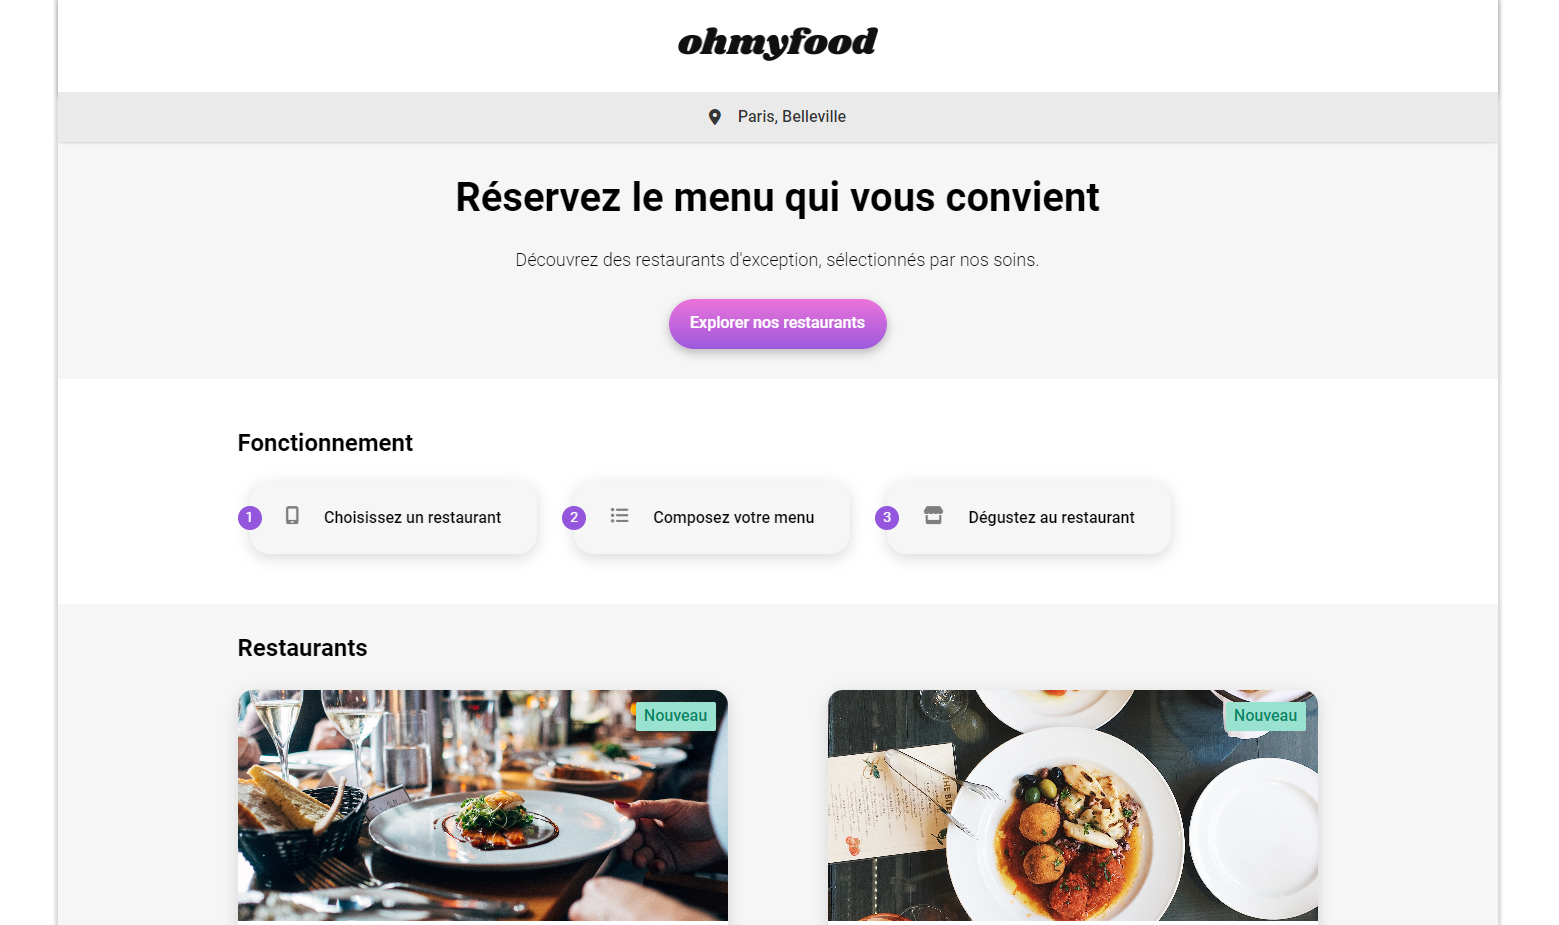 ohmyfood
Paris, Belleville
Réservez le menu qui vous convient
Découvrez des restaurants d'exception, sélectionnés par nos soins.
Explorer nos restaurants
Fonctionnement
1 Choisissez un restaurant
2 Composez votre menu
3 Dégustez au restaurant
Restaurants
Nouveau
Nouveau